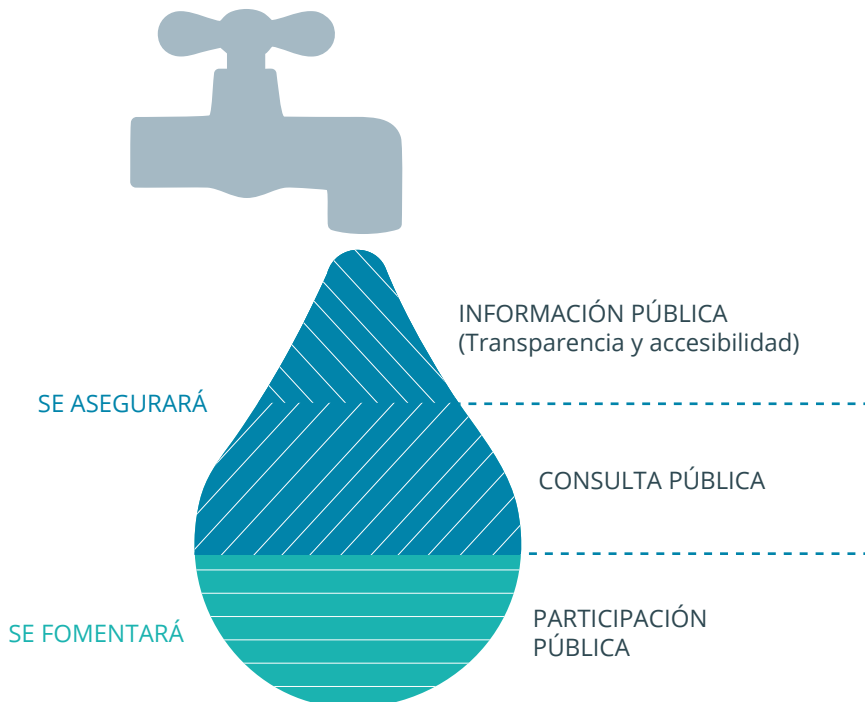 INFORMACIÓN PÚBLICA
(Transparencia y accesibilidad)
SE ASEGURARÁ
CONSULTA PÚBLICA
PARTICIPACIÓN
PÚBLICA
SE FOMENTARÁ